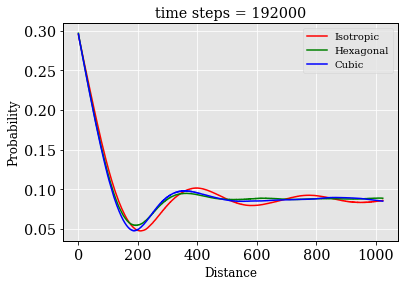 time steps = 192000
Isotropic
Hexagonal
Cubic
Probability
0.30
0.25
0.20
0.15
0.10
0.05
0 200 400 600 800 1000
Distance